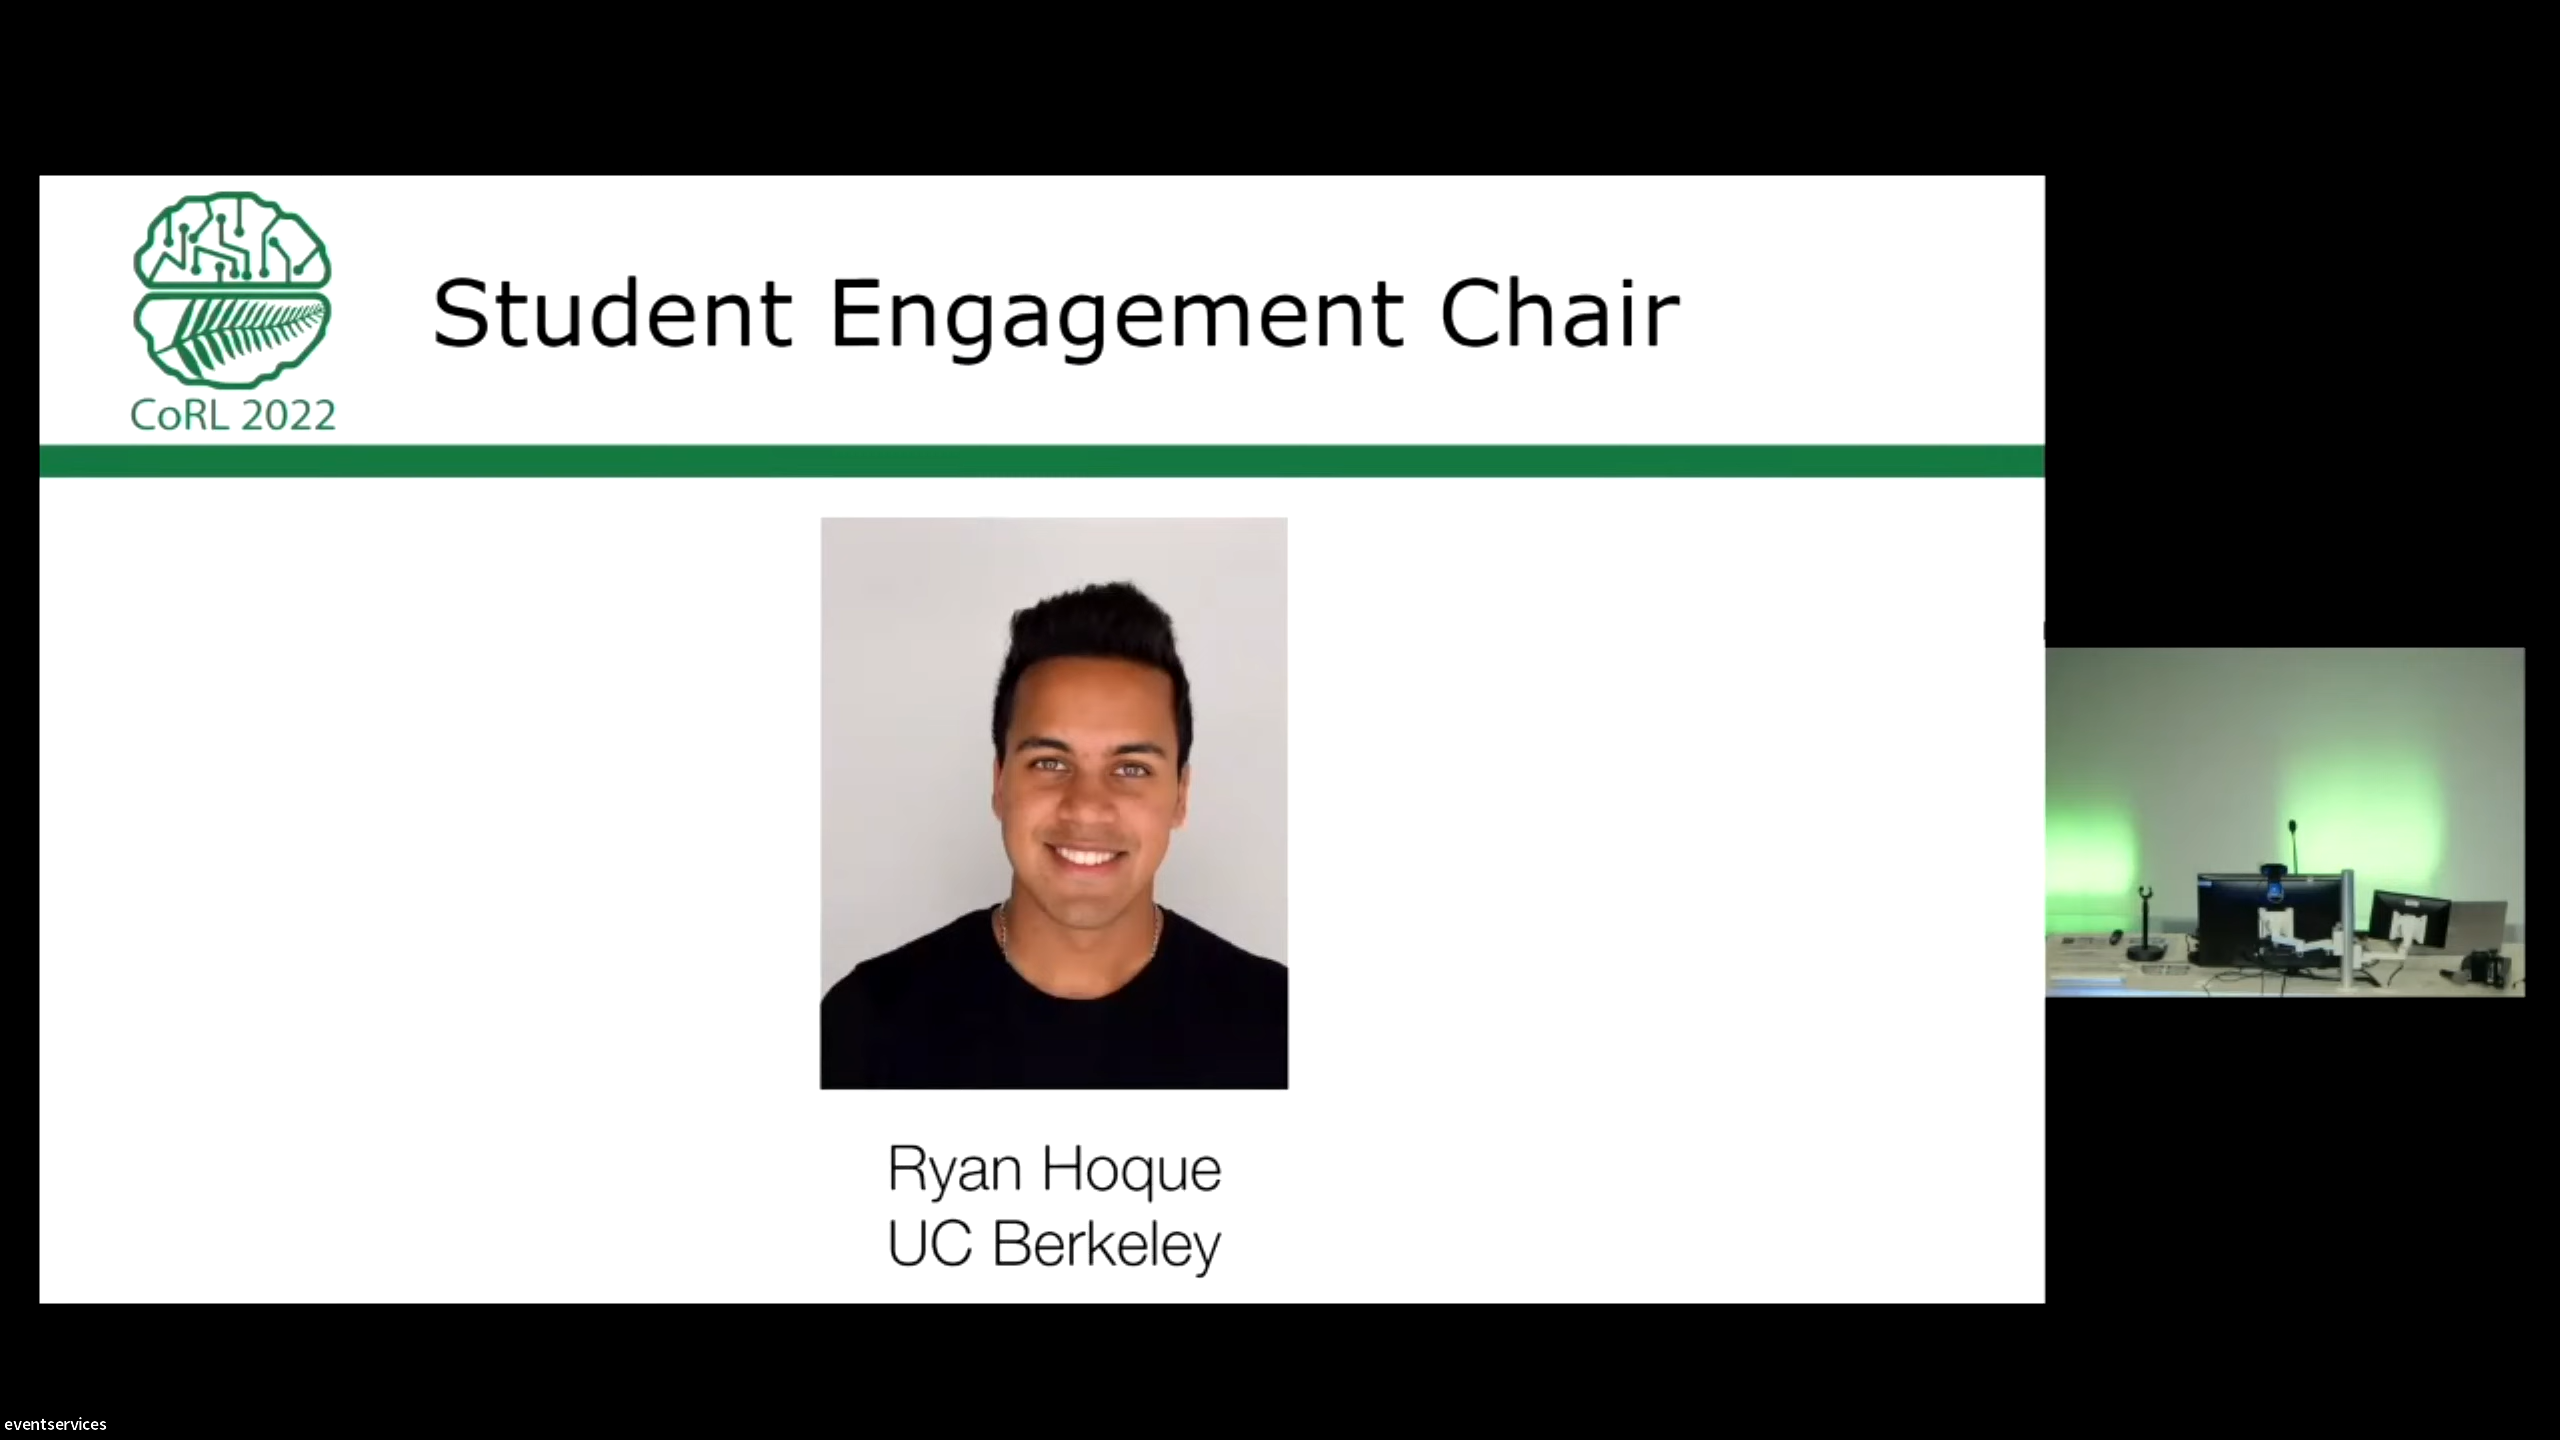 Student Engagement Chair
CoRL 2022
Ryan Hoque
UC Berkeley
eventservices